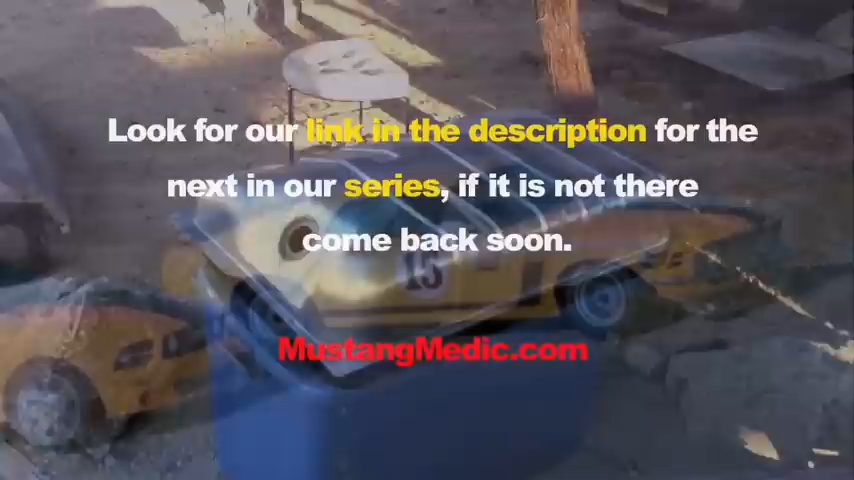 Look for our link in the description for the
next in our series, if it is not there
come back soon.
15
MustangMedic.com